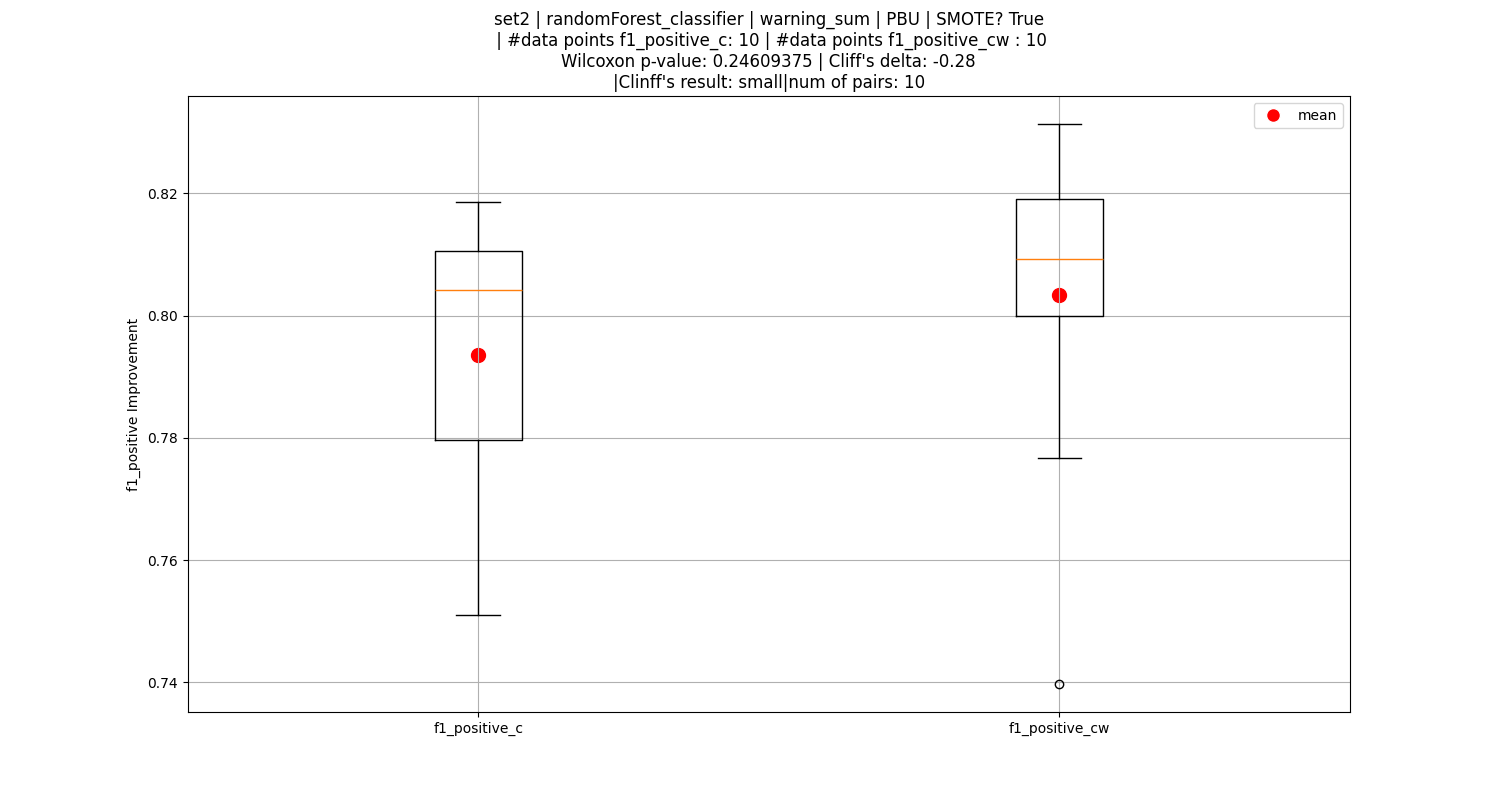 set2 | randomForest_classifier | warning_sum | PBU | SMOTE? True
| #data points f1_positive_c: 10 | #data points f1_positive_cw : 10
Wilcoxon p-value: 0.24609375 | Cliff's delta: -0.28
|Clinff's result: small|num of pairs: 10
mean
0.82
0.80
0.78
0.76
0.74
f1_positive Improvement
f1_positive_c
f1_positive_cw